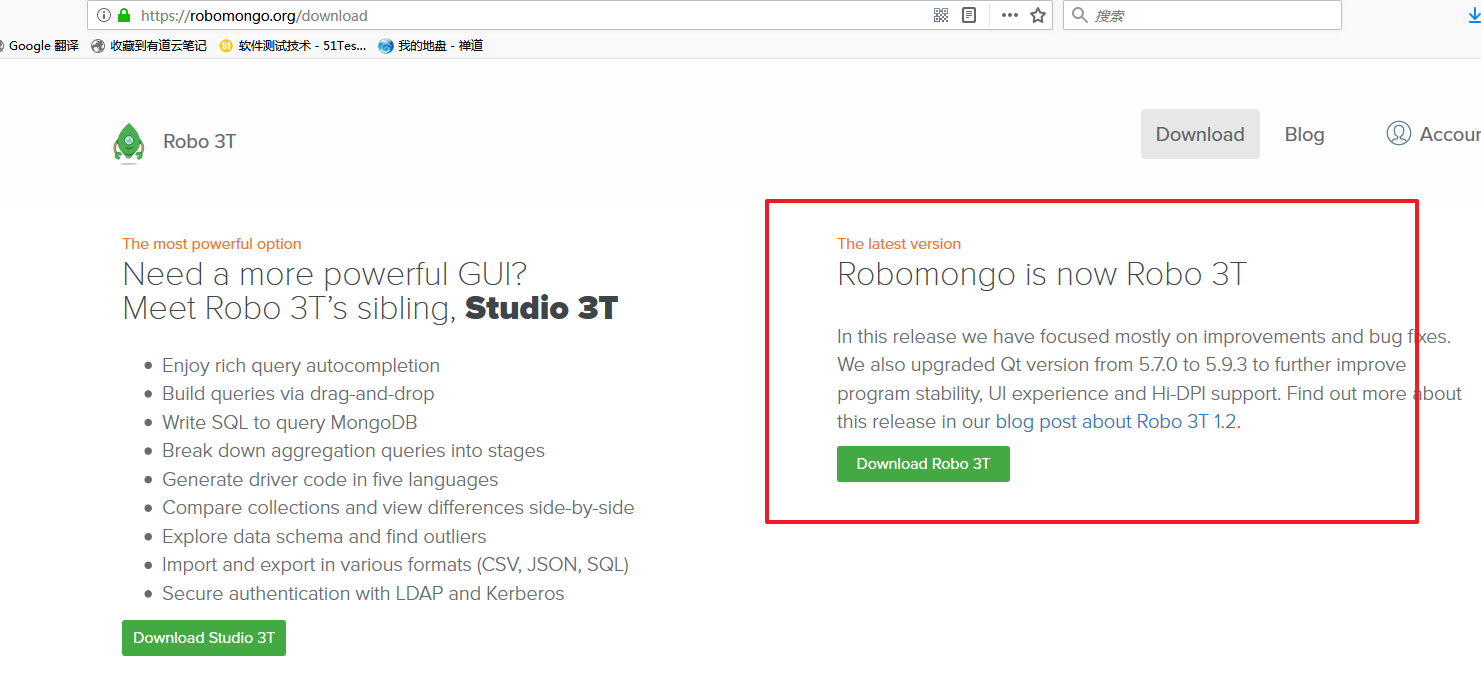 https://robomongo.org/download
搜索
Google 翻译
收藏到有道云笔记
51
软件测试技术 - 51Tes...
我的地盘 - 禅道
Robo 3T
Download
Blog
Accour
The most powerful option
Need a more powerful GUI?
Meet Robo 3T’s sibling, Studio 3T
Enjoy rich query autocompletion
Build queries via drag-and-drop
Write SQL to query MongoDB
Break down aggregation queries into stages
Generate driver code in five languages
Compare collections and view differences side-by-side
Explore data schema and find outliers
Import and export in various formats (CSV, JSON, SQL)
Secure authentication with LDAP and Kerberos
Download Studio 3T
The latest version
Robomongo is now Robo 3T
In this release we have focused mostly on improvements and bug fixes.
We also upgraded Qt version from 5.7.0 to 5.9.3 to further improve
program stability, UI experience and Hi-DPI support. Find out more about
this release in our blog post about Robo 3T 1.2.
Download Robo 3T